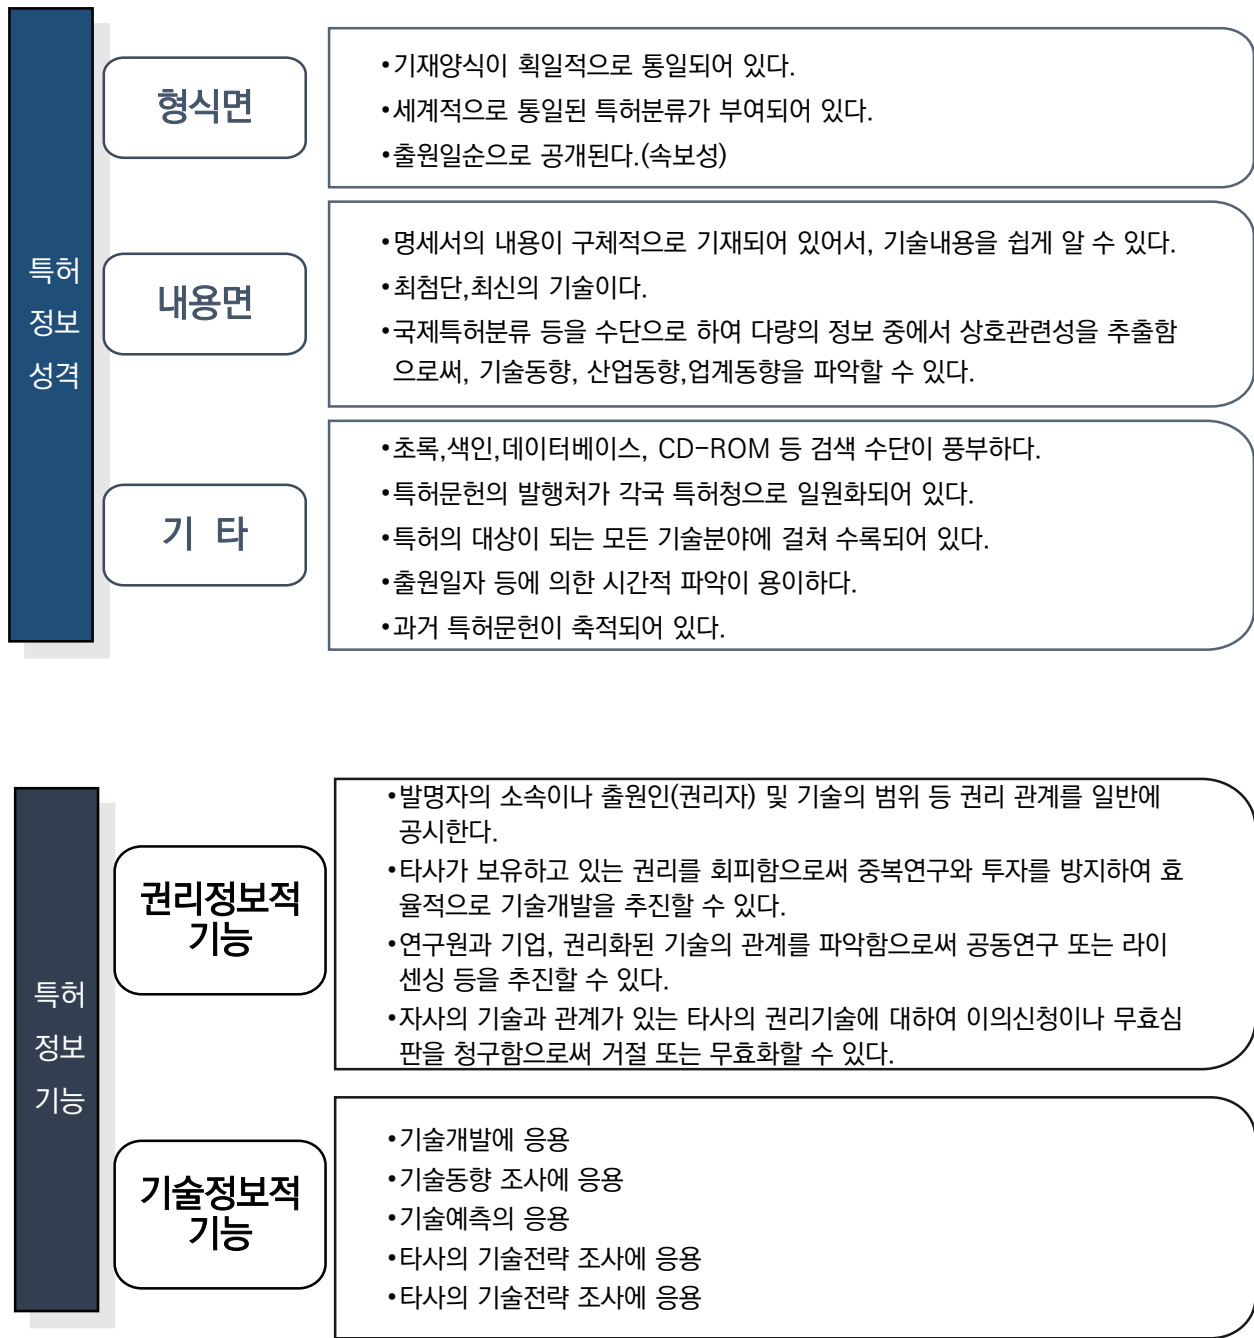 특허
정보
성격
형식면
•기재양식이 획일적으로 통일되어 있다.
•세계적으로 통일된 특허분류가 부여되어 있다.
•출원일순으로 공개된다.(속보성)
내용면
•명세서의 내용이 구체적으로 기재되어 있어서, 기술내용을 쉽게 알 수 있다.
•최첨단,최신의 기술이다.
•국제특허분류 등을 수단으로 하여 다량의 정보 중에서 상호관련성을 추출함
으로써, 기술동향, 산업동향,업계동향을 파악할 수 있다.
기 타
•초록,색인,데이터베이스, CD-ROM 등 검색 수단이 풍부하다.
•특허문헌의 발행처가 각국 특허청으로 일원화되어 있다.
•특허의 대상이 되는 모든 기술분야에 걸쳐 수록되어 있다.
•출원일자 등에 의한 시간적 파악이 용이하다.
•과거 특허문헌이 축적되어 있다.
특허
정보
기능
권리정보적
기능
•발명자의 소속이나 출원인(권리자) 및 기술의 범위 등 권리 관계를 일반에
공시한다.
•타사가 보유하고 있는 권리를 회피함으로써 중복연구와 투자를 방지하여 효
율적으로 기술개발을 추진할 수 있다.
•연구원과 기업, 권리화된 기술의 관계를 파악함으로써 공동연구 또는 라이
센싱 등을 추진할 수 있다.
•자사의 기술과 관계가 있는 타사의 권리기술에 대하여 이의신청이나 무효심
판을 청구함으로써 거절 또는 무효화할 수 있다.
기술정보적
기능
•기술개발에 응용
•기술동향 조사에 응용
•기술예측의 응용
•타사의 기술전략 조사에 응용
•타사의 기술전략 조사에 응용